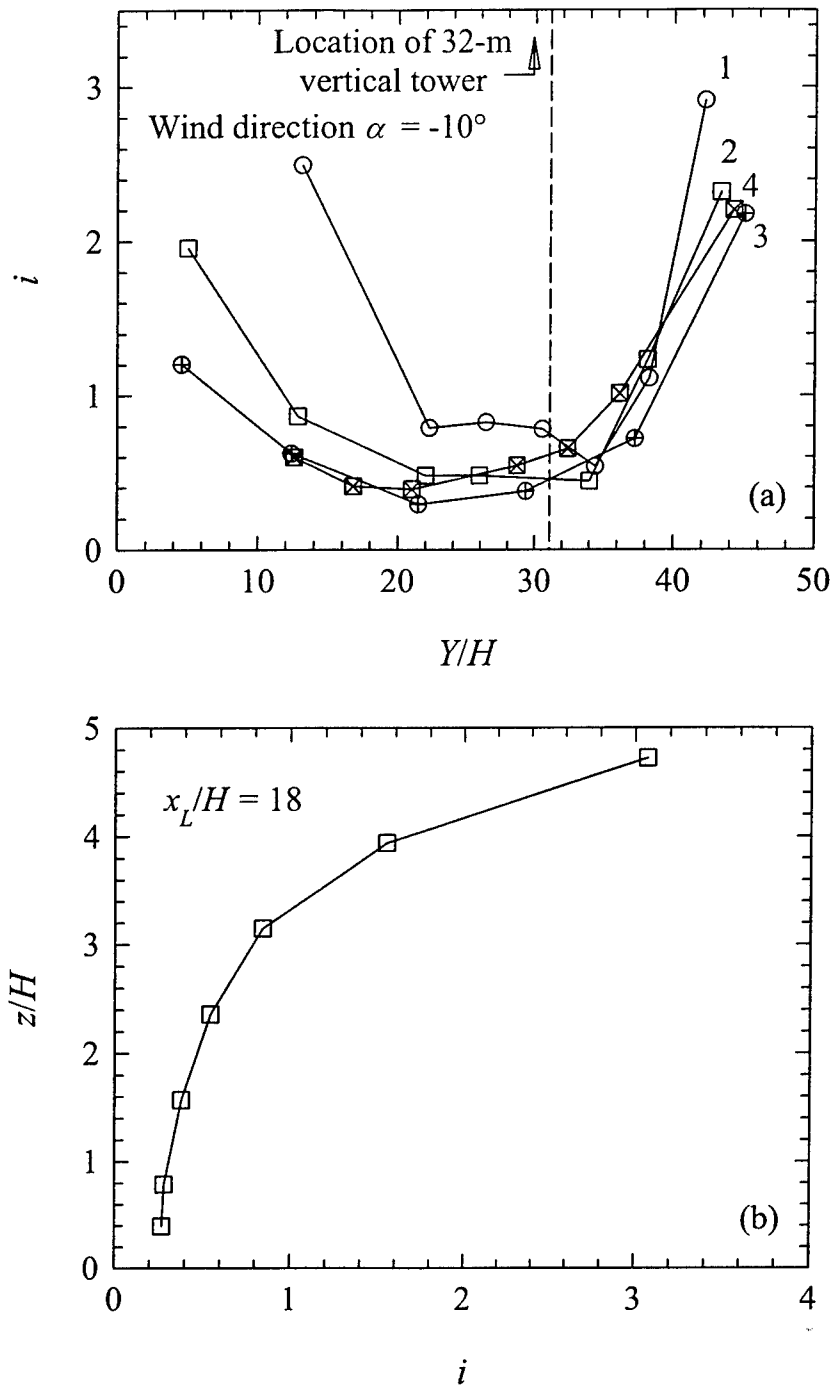 Location of 32-m
vertical tower
Wind direction α = -10°
1
2
4
3
3
2
1
0
i
(a)
0 10 20 30 40 50
Y/H
5
4
3
2
1
0
x_L/H = 18
z/H
(b)
0 1 2 3 4
i